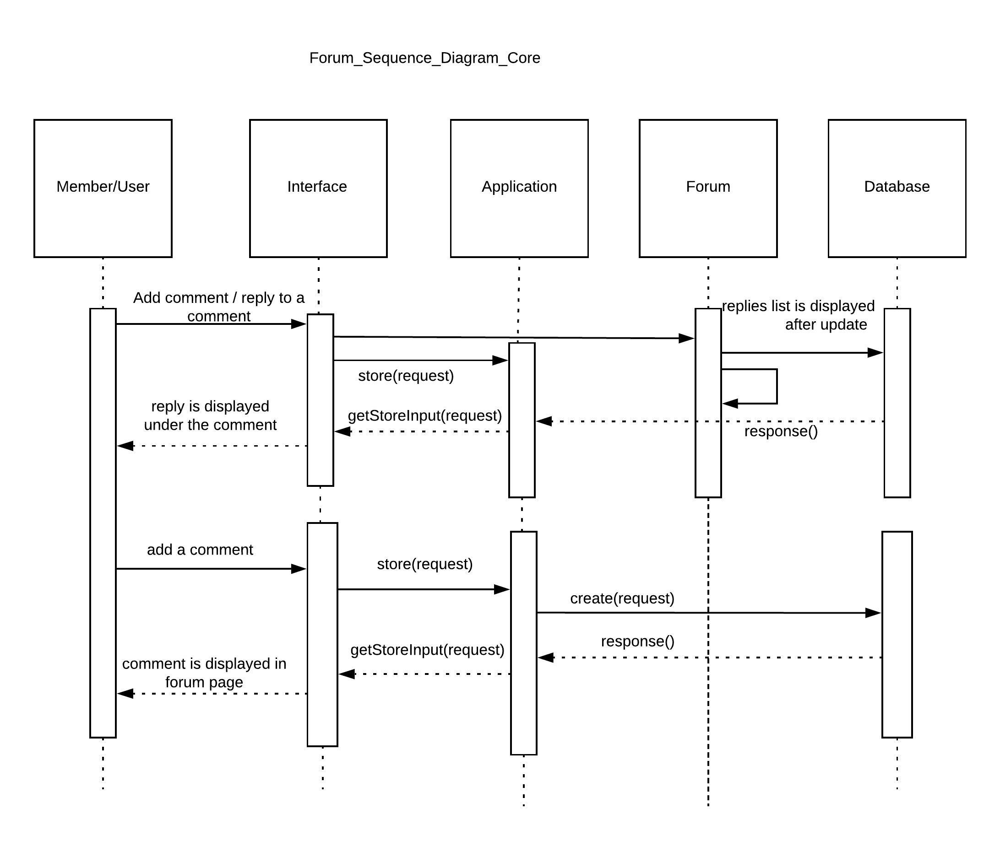 Forum_Sequence_Diagram_Core
Member/User
Interface
Application
Forum
Database
Add comment / reply to a
comment
replies list is displayed
after update
store(request)
reply is displayed
under the comment
getStoreInput(request)
response()
add a comment
store(request)
create(request)
response()
getStoreInput(request)
comment is displayed in
forum page